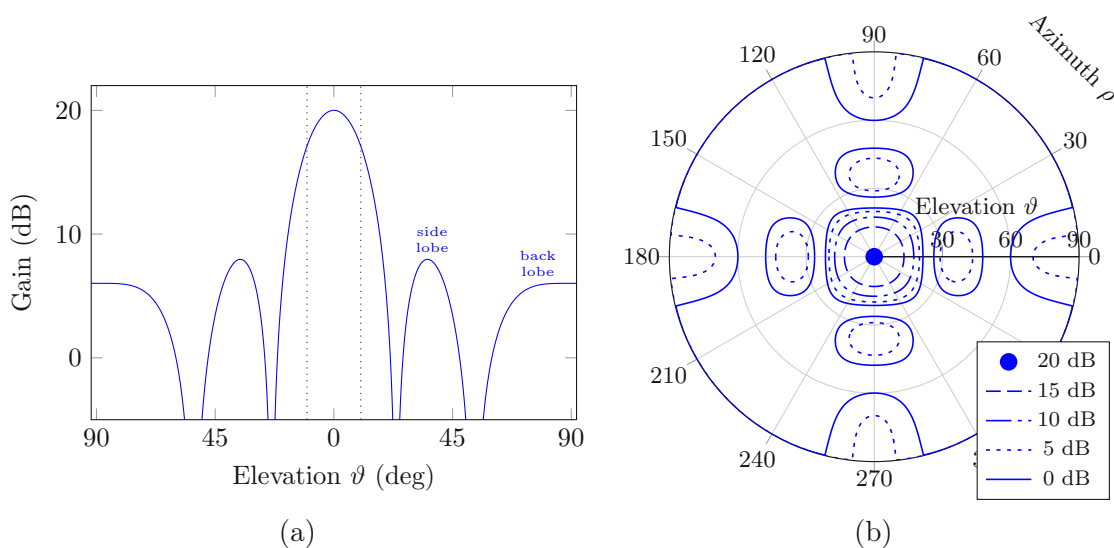 20
10
0
Gain (dB)
90
45
0
45
90
Elevation ϑ (deg)
side
lobe
back
lobe
(a)
90
60
30
0
120
150
180
210
240
270
Azimuth ρ
Elevation ϑ
30
60
90
20 dB
15 dB
10 dB
5 dB
0 dB
(b)